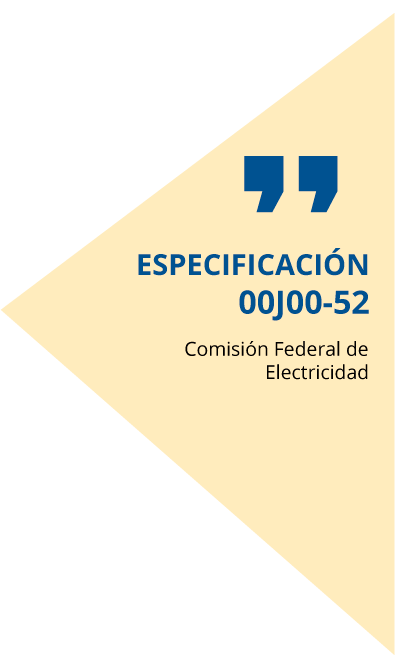 ESPECIFICACIÓN
00J00-52
Comisión Federal de
Electricidad